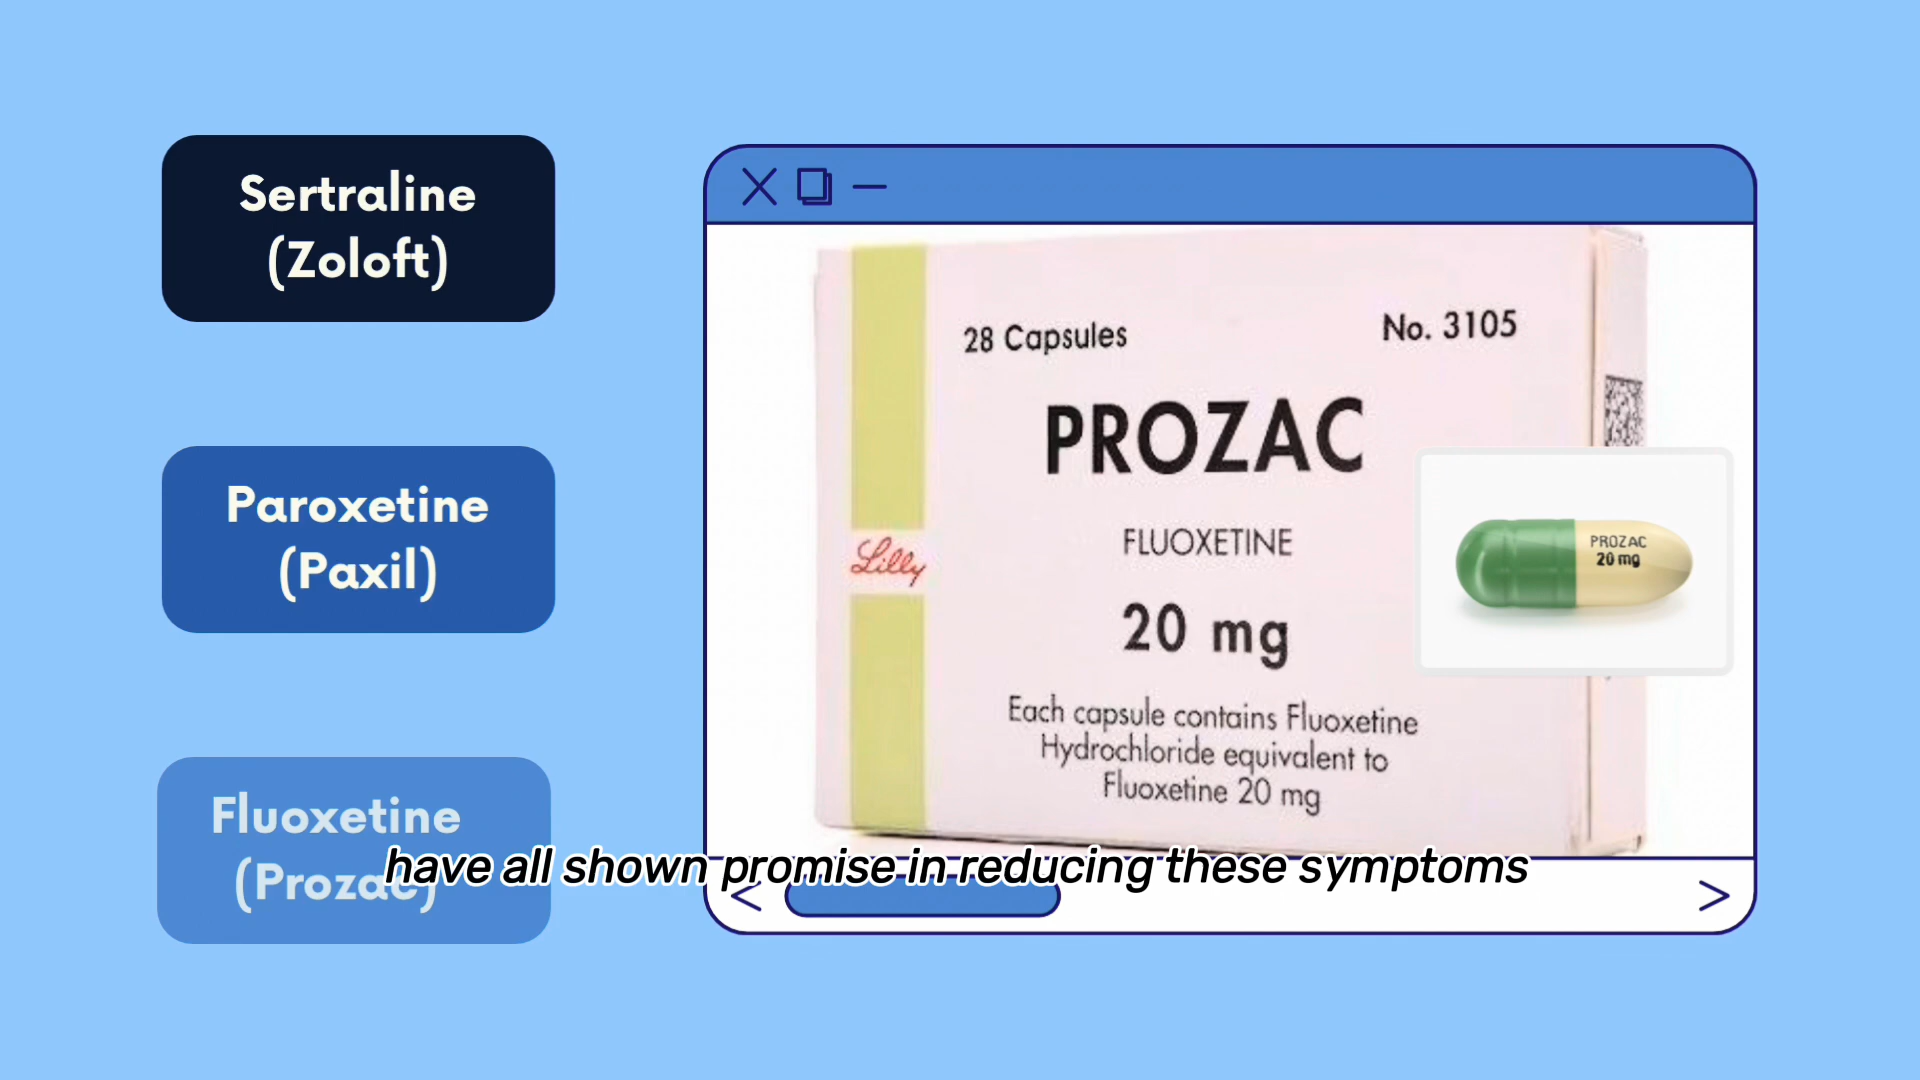 Sertraline
(Zoloft)
Paroxetine
(Paxil)
Fluoxetine
(Prozac)
28 Capsules
No. 3105
PROZAC
FLUOXETINE
Lilly
20 mg
Each capsule contains Fluoxetine
Hydrochloride equivalent to
Fluoxetine 20 mg
PROZAC
20 mg
have all shown promise in reducing these symptoms